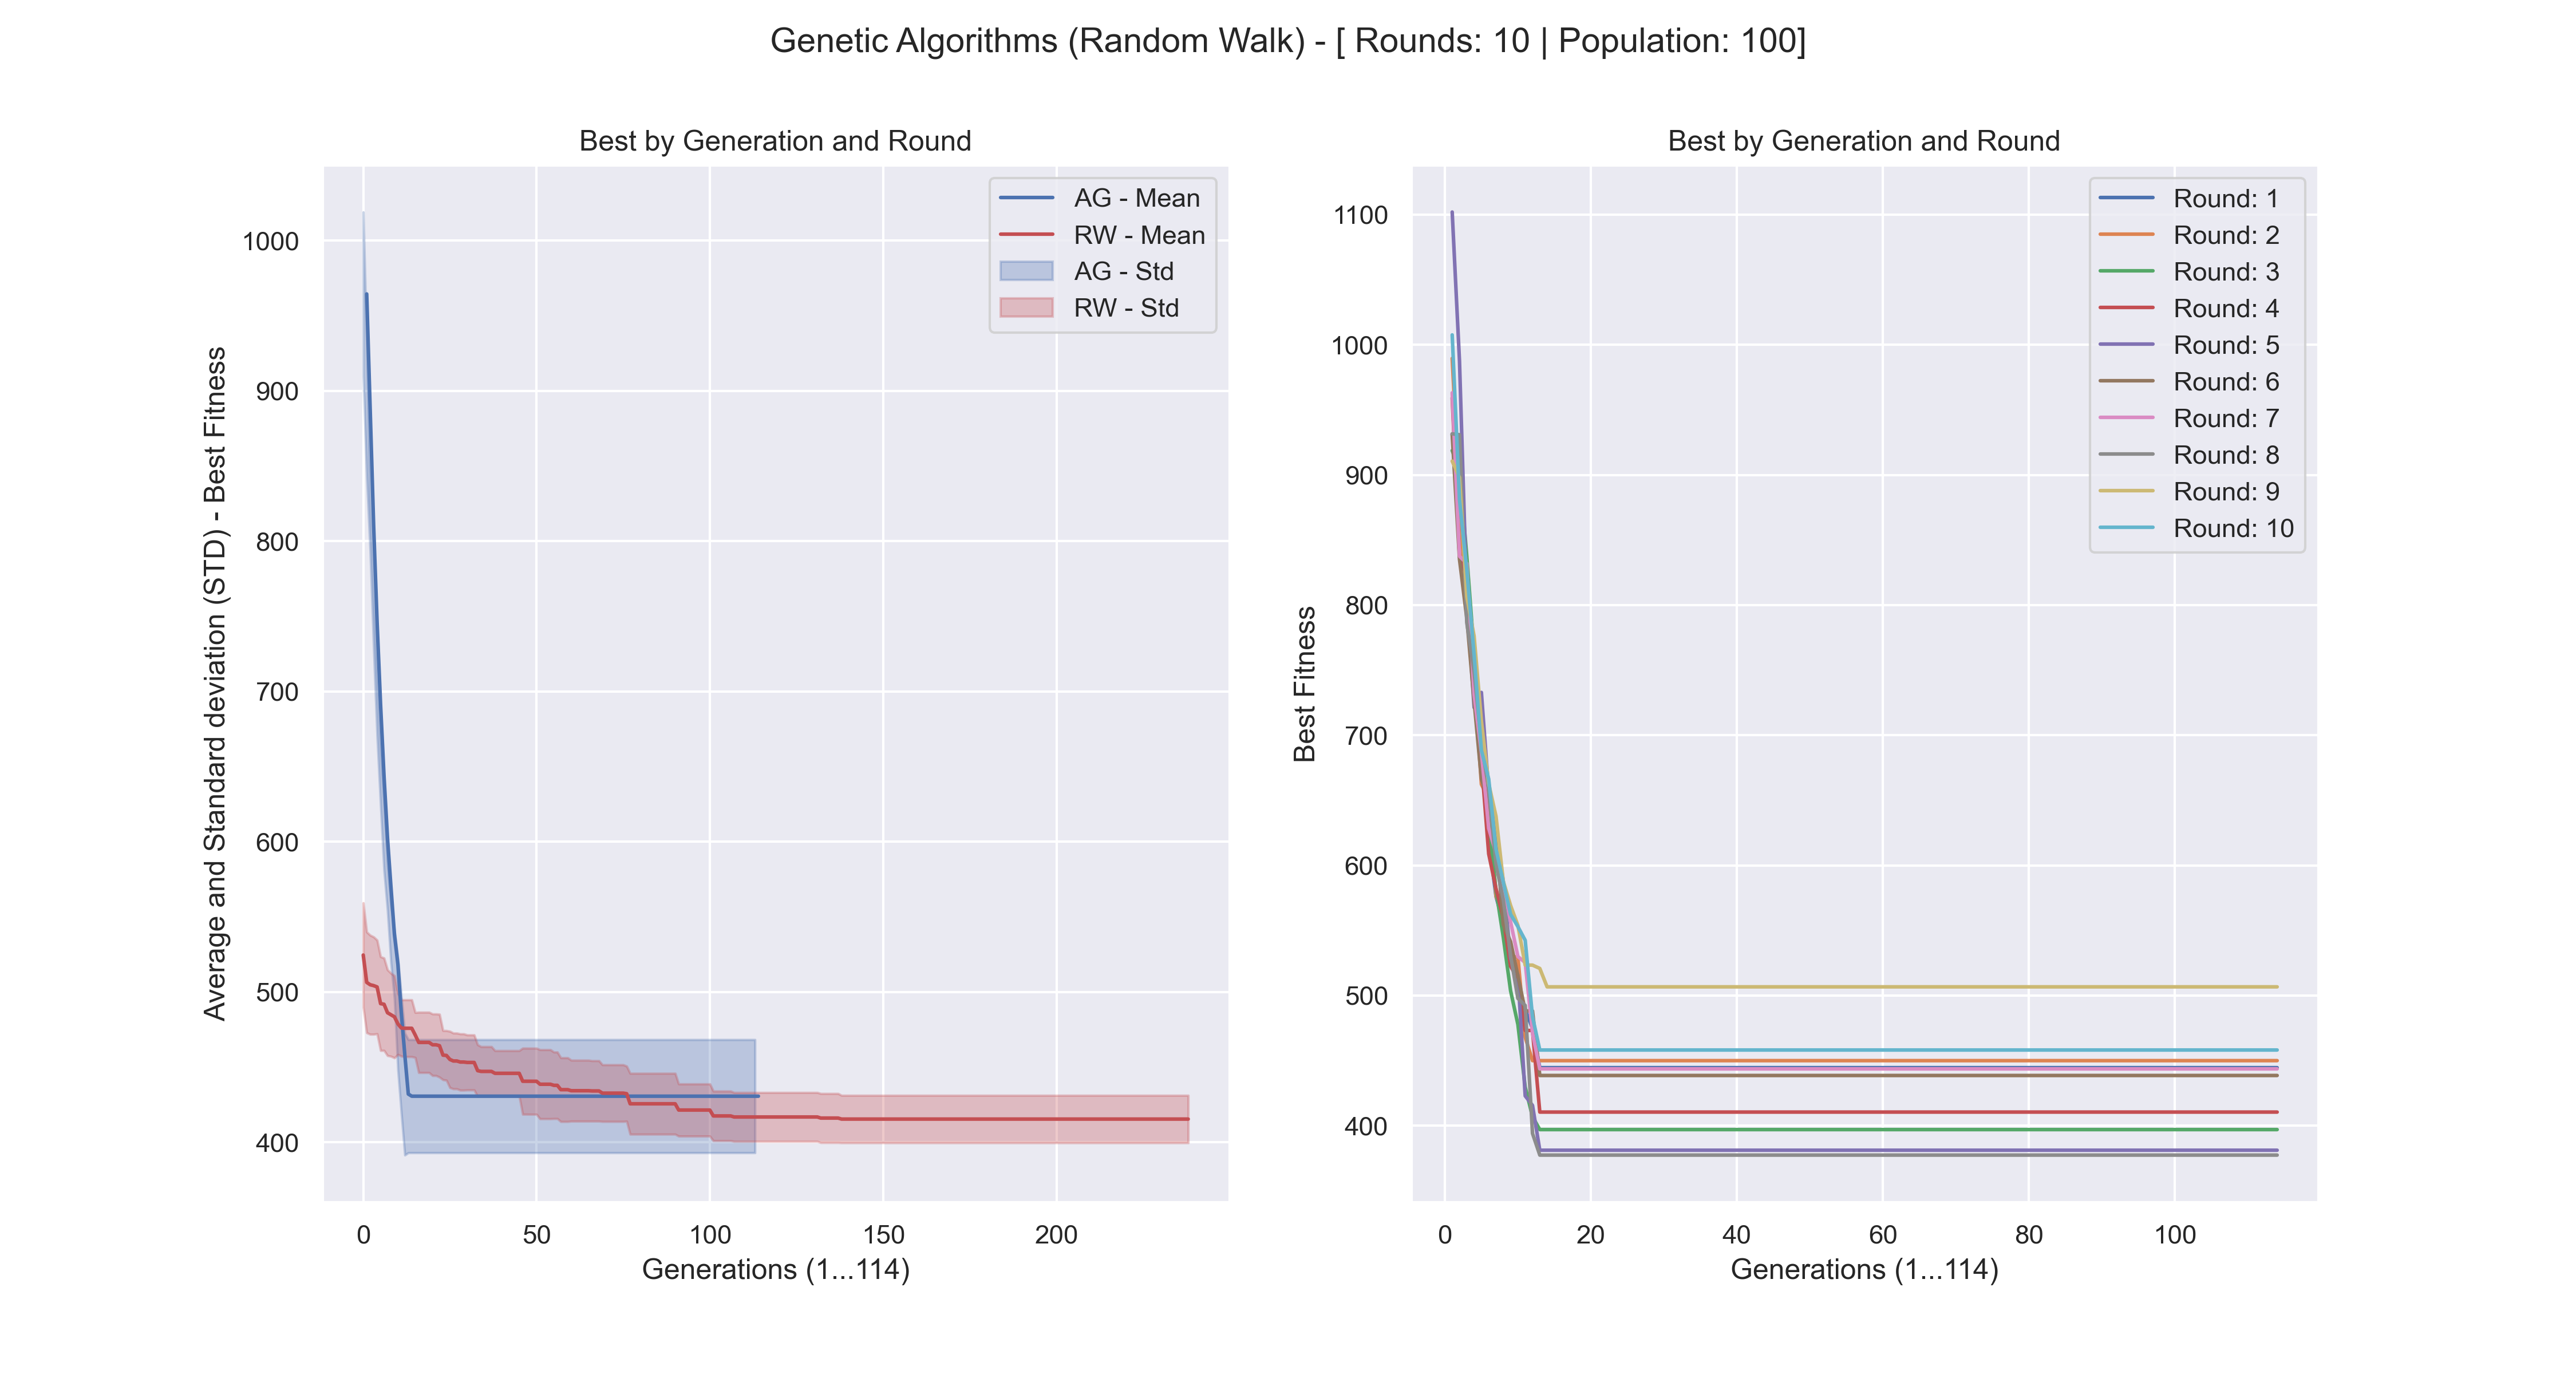 Genetic Algorithms (Random Walk) - [ Rounds: 10 | Population: 100]
Best by Generation and Round
Average and Standard deviation (STD) - Best Fitness
1000
900
800
700
600
500
400
0
50
100
150
200
Generations (1...114)
AG - Mean
RW - Mean
AG - Std
RW - Std
Best by Generation and Round
Best Fitness
1100
1000
900
800
700
600
500
400
0
20
40
60
80
100
Generations (1...114)
Round: 1
Round: 2
Round: 3
Round: 4
Round: 5
Round: 6
Round: 7
Round: 8
Round: 9
Round: 10